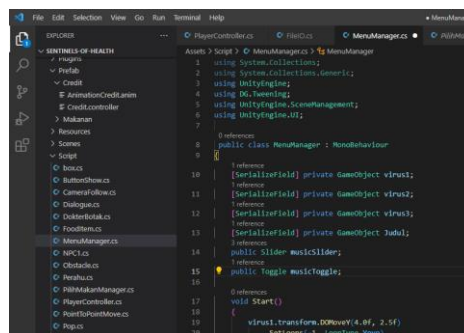 File Edit Selection View Go Run Terminal Help
• MenuManag
EXPLORER ...
PlayerController.cs FileIO.cs MenuManager.cs ● PilihMa
SENTINELS-OF-HEALTH
Assets > Script > MenuManager.cs > MenuManager
> Plugins
Prefab
Credit
AnimationCredit.anim
Credit.controller
> Makanan
> Resources
> Scenes
Script
box.cs
ButtonShow.cs
CameraFollow.cs
Dialogue.cs
DokterBotak.cs
FoodItem.cs
MenuManager.cs
NPC1.cs
Obstacle.cs
Perahu.cs
PilihMakanManager.cs
PlayerController.cs
PointToPointMove.cs
Pop.cs
1 using System.Collections;
2 using System.Collections.Generic;
3 using UnityEngine;
4 using DG.Tweening;
5 using UnityEngine.SceneManagement;
6 using UnityEngine.UI;
7
0 references
8 public class MenuManager : MonoBehaviour
9 {
1 reference
10 [SerializeField] private GameObject virus1;
1 reference
11 [SerializeField] private GameObject virus2;
1 reference
12 [SerializeField] private GameObject virus3;
1 reference
13 [SerializeField] private GameObject Judul;
3 references
14 public Slider musicSlider;
1 reference
15 public Toggle musicToggle;
16
0 references
17 void Start()
18 {
19 virus1.transform.DOMoveY(4.0f, 2.5f)